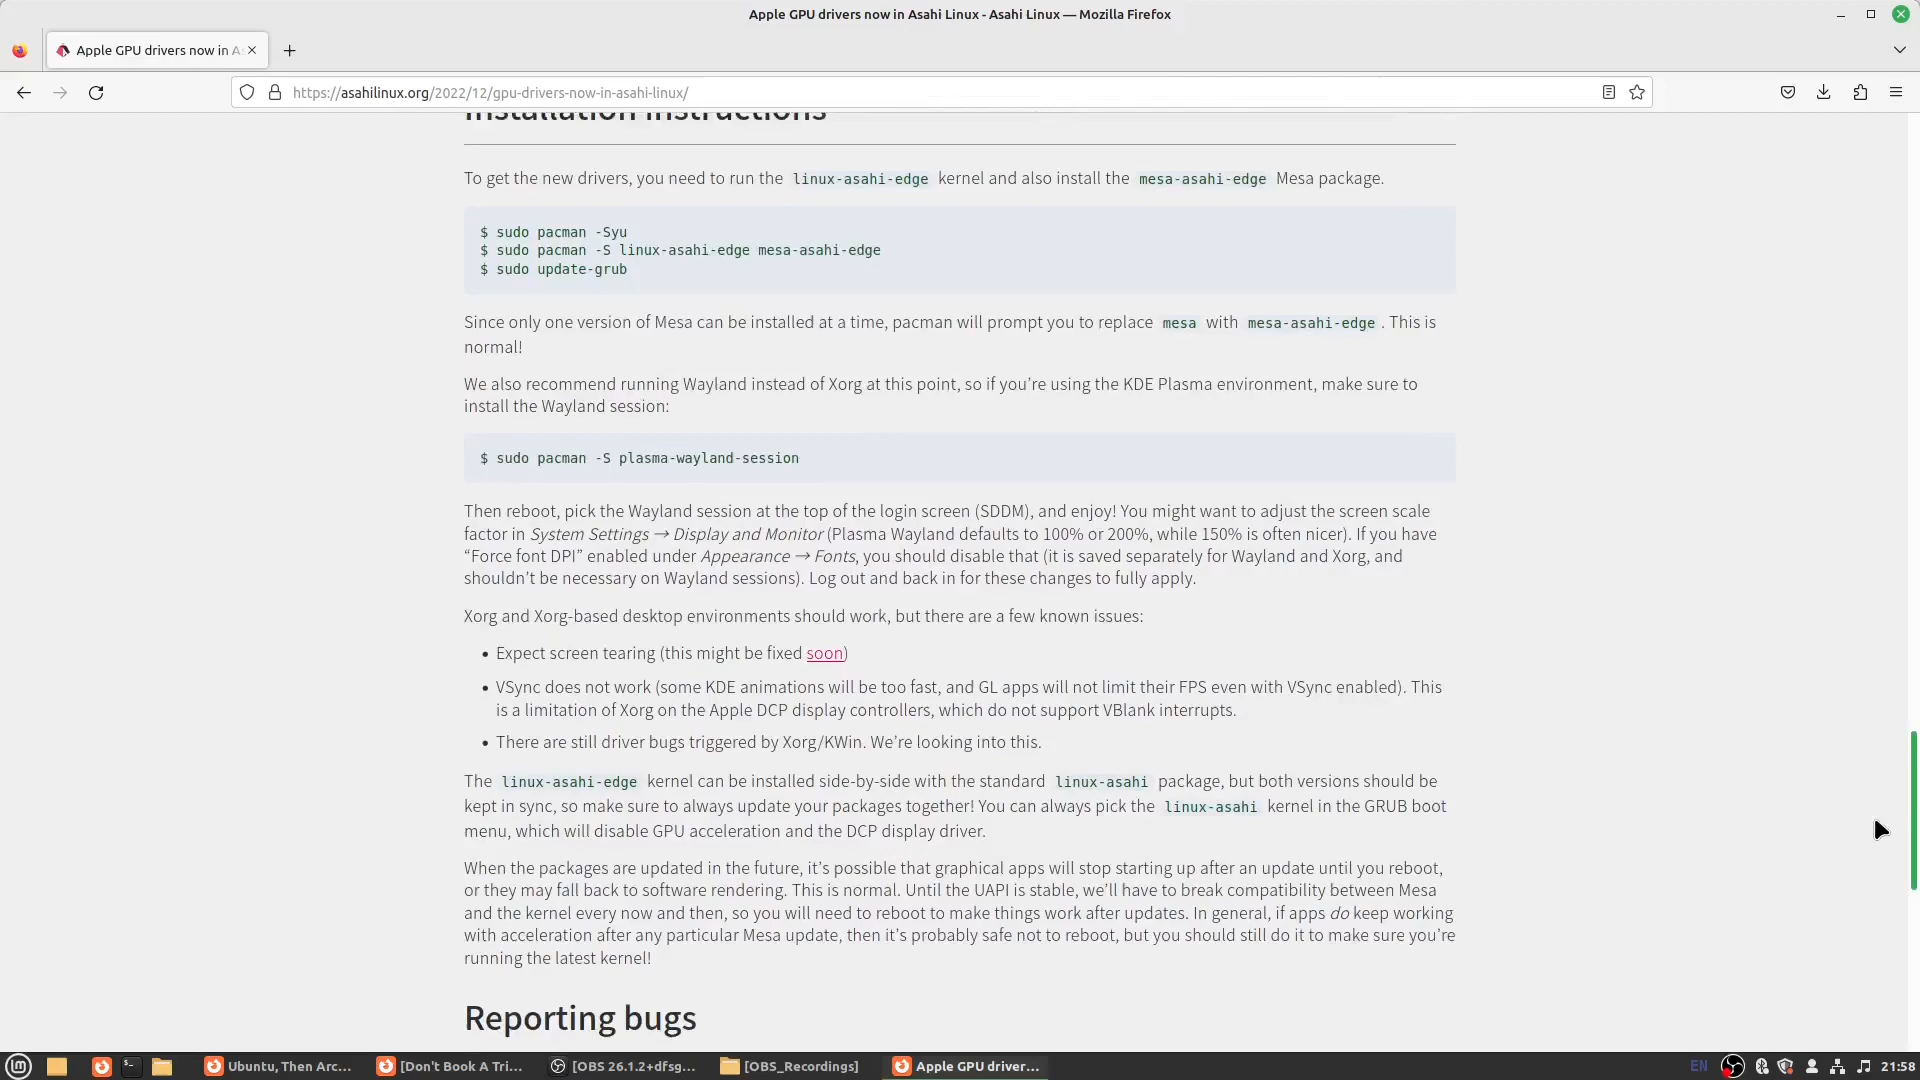 Apple GPU drivers now in Asahi Linux - Asahi Linux — Mozilla Firefox
Apple GPU drivers now in A
https://asahilinux.org/2022/12/gpu-drivers-now-in-asahi-linux/
Installation instructions
To get the new drivers, you need to run the linux-asahi-edge kernel and also install the mesa-asahi-edge Mesa package.
$ sudo pacman -Syu
$ sudo pacman -S linux-asahi-edge mesa-asahi-edge
$ sudo update-grub
Since only one version of Mesa can be installed at a time, pacman will prompt you to replace mesa with mesa-asahi-edge . This is
normal!
We also recommend running Wayland instead of Xorg at this point, so if you’re using the KDE Plasma environment, make sure to
install the Wayland session:
$ sudo pacman -S plasma-wayland-session
Then reboot, pick the Wayland session at the top of the login screen (SDDM), and enjoy! You might want to adjust the screen scale
factor in System Settings → Display and Monitor (Plasma Wayland defaults to 100% or 200%, while 150% is often nicer). If you have
“Force font DPI” enabled under Appearance → Fonts, you should disable that (it is saved separately for Wayland and Xorg, and
shouldn’t be necessary on Wayland sessions). Log out and back in for these changes to fully apply.
Xorg and Xorg-based desktop environments should work, but there are a few known issues:
• Expect screen tearing (this might be fixed soon)
• VSync does not work (some KDE animations will be too fast, and GL apps will not limit their FPS even with VSync enabled). This
is a limitation of Xorg on the Apple DCP display controllers, which do not support VBlank interrupts.
• There are still driver bugs triggered by Xorg/KWin. We’re looking into this.
The linux-asahi-edge kernel can be installed side-by-side with the standard linux-asahi package, but both versions should be
kept in sync, so make sure to always update your packages together! You can always pick the linux-asahi kernel in the GRUB boot
menu, which will disable GPU acceleration and the DCP display driver.
When the packages are updated in the future, it’s possible that graphical apps will stop starting up after an update until you reboot,
or they may fall back to software rendering. This is normal. Until the UAPI is stable, we’ll have to break compatibility between Mesa
and the kernel every now and then, so you will need to reboot to make things work after updates. In general, if apps do keep working
with acceleration after any particular Mesa update, then it’s probably safe not to reboot, but you should still do it to make sure you’re
running the latest kernel!
Reporting bugs
Ubuntu, Then Arc... [Don't Book A Tri... [OBS 26.1.2+dfsg... [OBS_Recordings] Apple GPU driver... EN 21:58